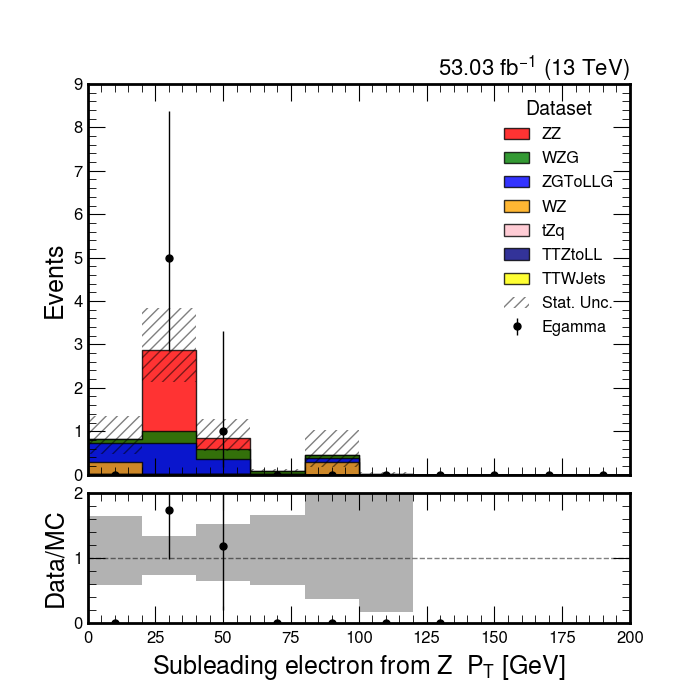 53.03 fb⁻¹ (13 TeV)
9
8
7
6
5
4
3
2
1
0
Events
Dataset
ZZ
WZG
ZGToLLG
WZ
tZq
TTZtoLL
TTWJets
Stat. Unc.
Egamma
2
1
0
Data/MC
0 25 50 75 100 125 150 175 200
Subleading electron from Z P_T [GeV]